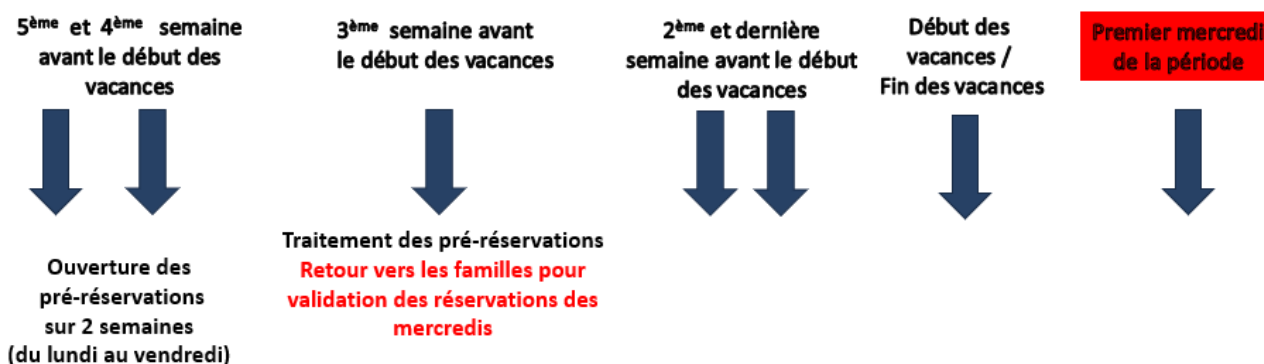 5ème et 4ème semaine
avant le début des
vacances
3ème semaine avant
le début des vacances
2ème et dernière
semaine avant le début
des vacances
Début des
vacances /
Fin des vacances
Premier mercredi
de la période
Ouverture des
pré-réservations
sur 2 semaines
(du lundi au vendredi)
Traitement des pré-réservations
Retour vers les familles pour
validation des réservations des
mercredis